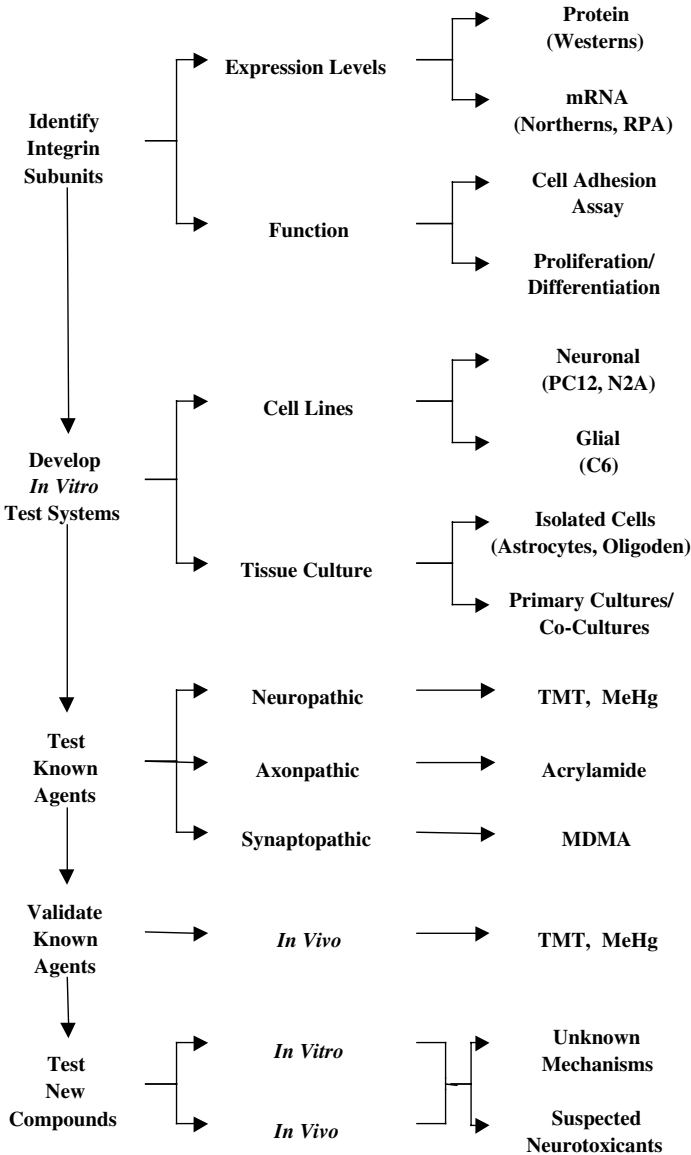 Identify
Integrin
Subunits
Expression Levels
Protein
(Westerns)
mRNA
(Northerns, RPA)
Function
Cell Adhesion
Assay
Proliferation/
Differentiation
Develop
In Vitro
Test Systems
Cell Lines
Neuronal
(PC12, N2A)
Glial
(C6)
Tissue Culture
Isolated Cells
(Astrocytes, Oligoden)
Primary Cultures/
Co-Cultures
Test
Known
Agents
Neuropathic
TMT, MeHg
Axonpathic
Acrylamide
Synaptopathic
MDMA
Validate
Known
Agents
In Vivo
TMT, MeHg
Test
New
Compounds
In Vitro
In Vivo
Unknown
Mechanisms
Suspected
Neurotoxicants